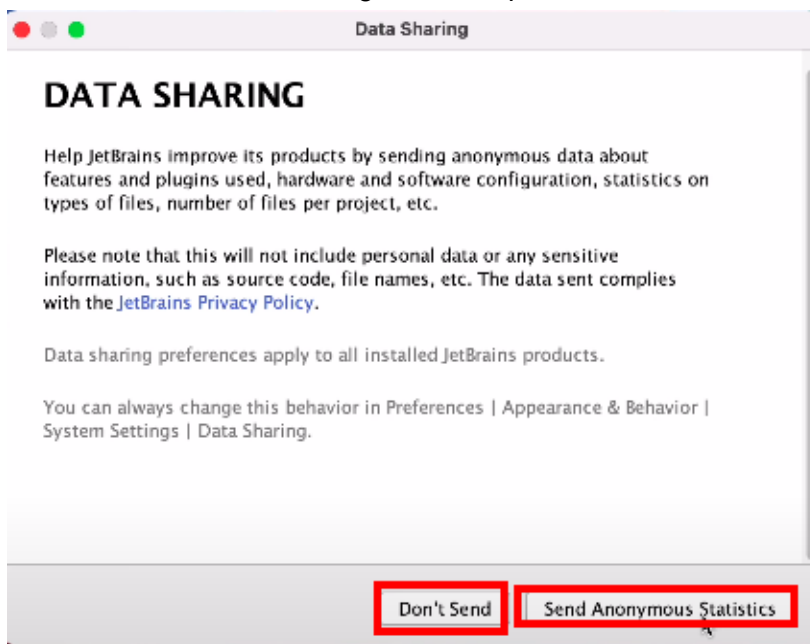 Data Sharing
DATA SHARING
Help JetBrains improve its products by sending anonymous data about
features and plugins used, hardware and software configuration, statistics on
types of files, number of files per project, etc.
Please note that this will not include personal data or any sensitive
information, such as source code, file names, etc. The data sent complies
with the JetBrains Privacy Policy.
Data sharing preferences apply to all installed JetBrains products.
You can always change this behavior in Preferences | Appearance & Behavior |
System Settings | Data Sharing.
Don't Send Send Anonymous Statistics